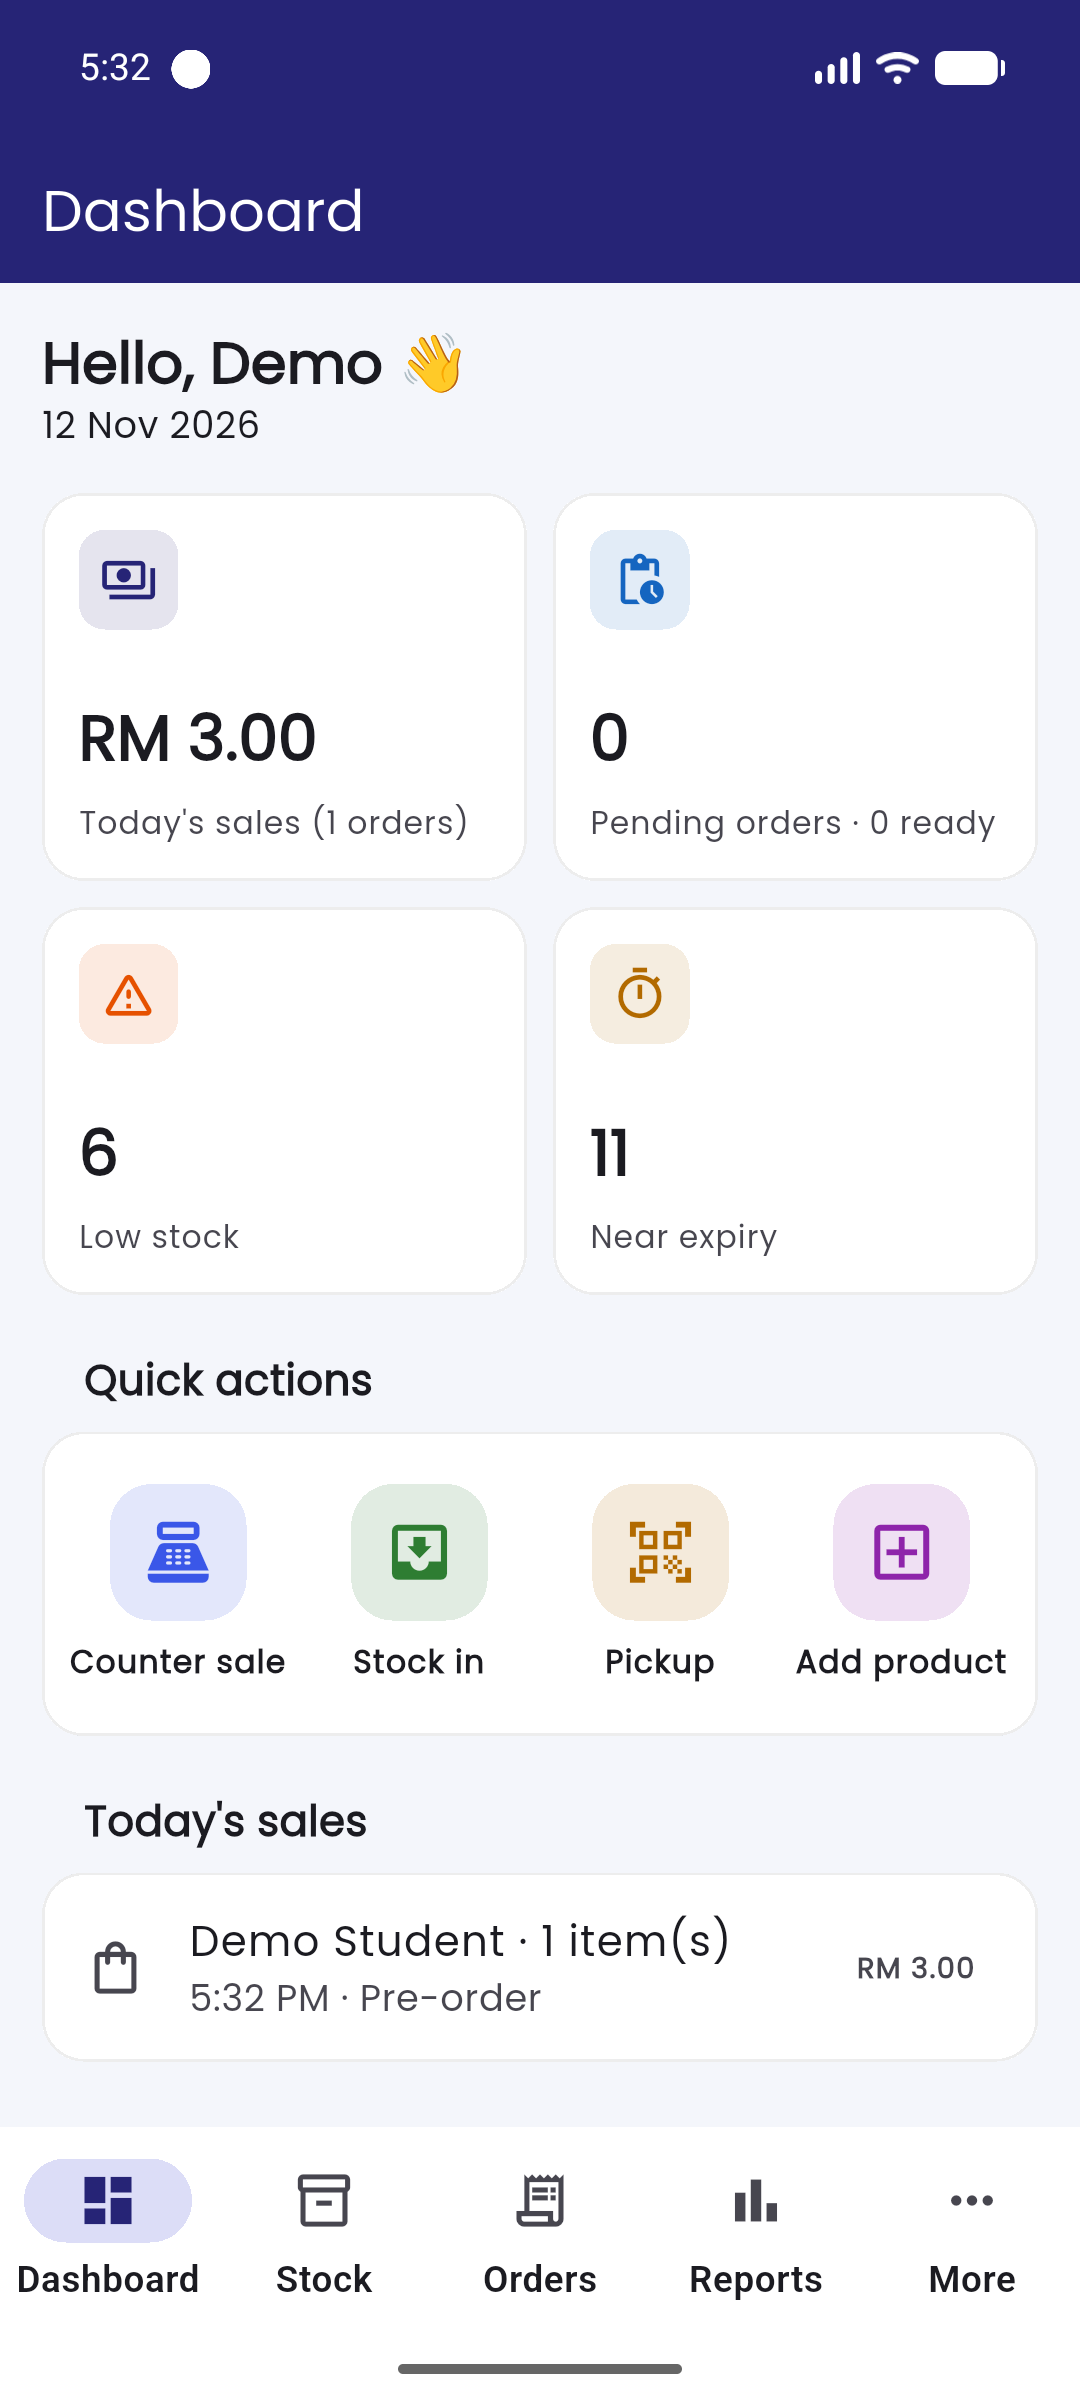 5:32
Dashboard
Hello, Demo 👋
12 Nov 2026
RM 3.00
Today's sales (1 orders)
0
Pending orders · 0 ready
6
Low stock
11
Near expiry
Quick actions
Counter sale
Stock in
Pickup
Add product
Today's sales
Demo Student · 1 item(s)
5:32 PM · Pre-order
RM 3.00
Dashboard
Stock
Orders
Reports
More